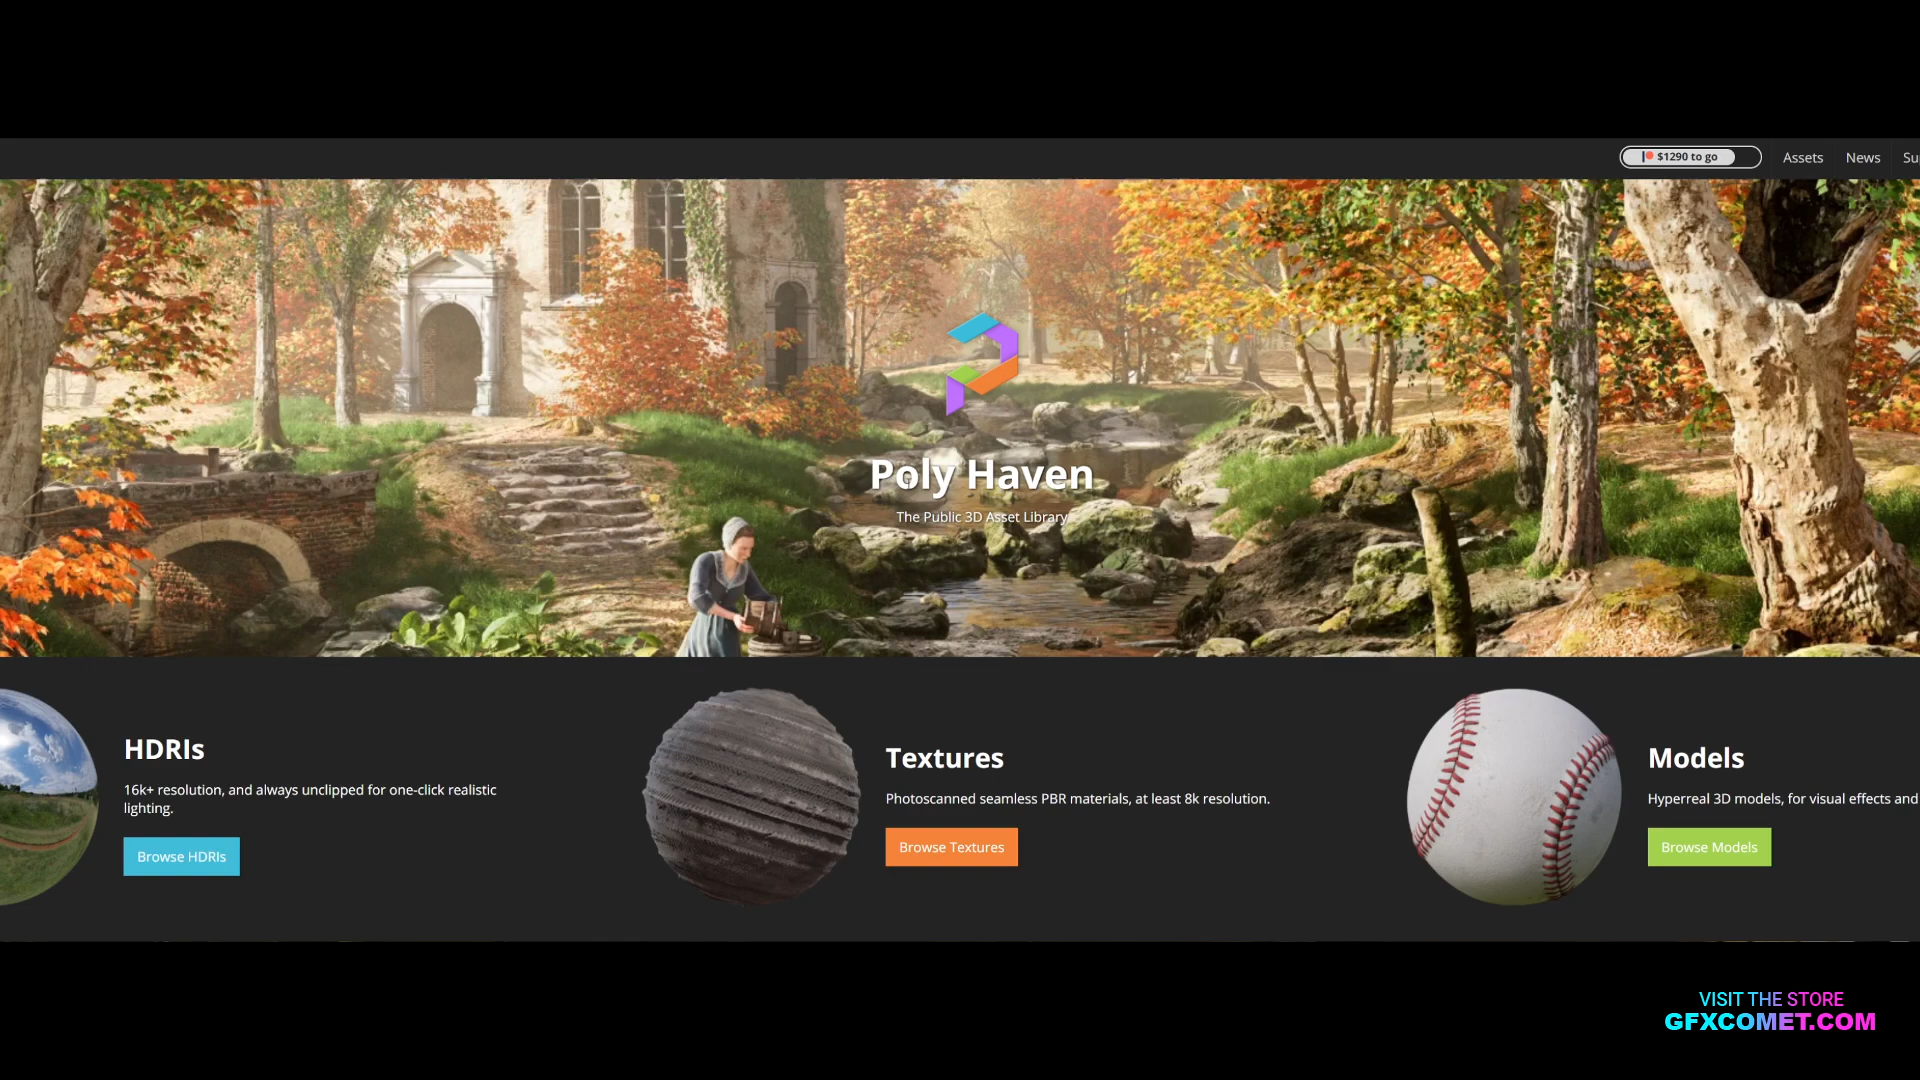 $1290 to go
Assets
News
Su
Poly Haven
The Public 3D Asset Library
HDRIs
16k+ resolution, and always unclipped for one-click realistic
lighting.
Browse HDRIs
Textures
Photoscanned seamless PBR materials, at least 8k resolution.
Browse Textures
Models
Hyperreal 3D models, for visual effects and
Browse Models
VISIT THE STORE
GFXCOMET.COM